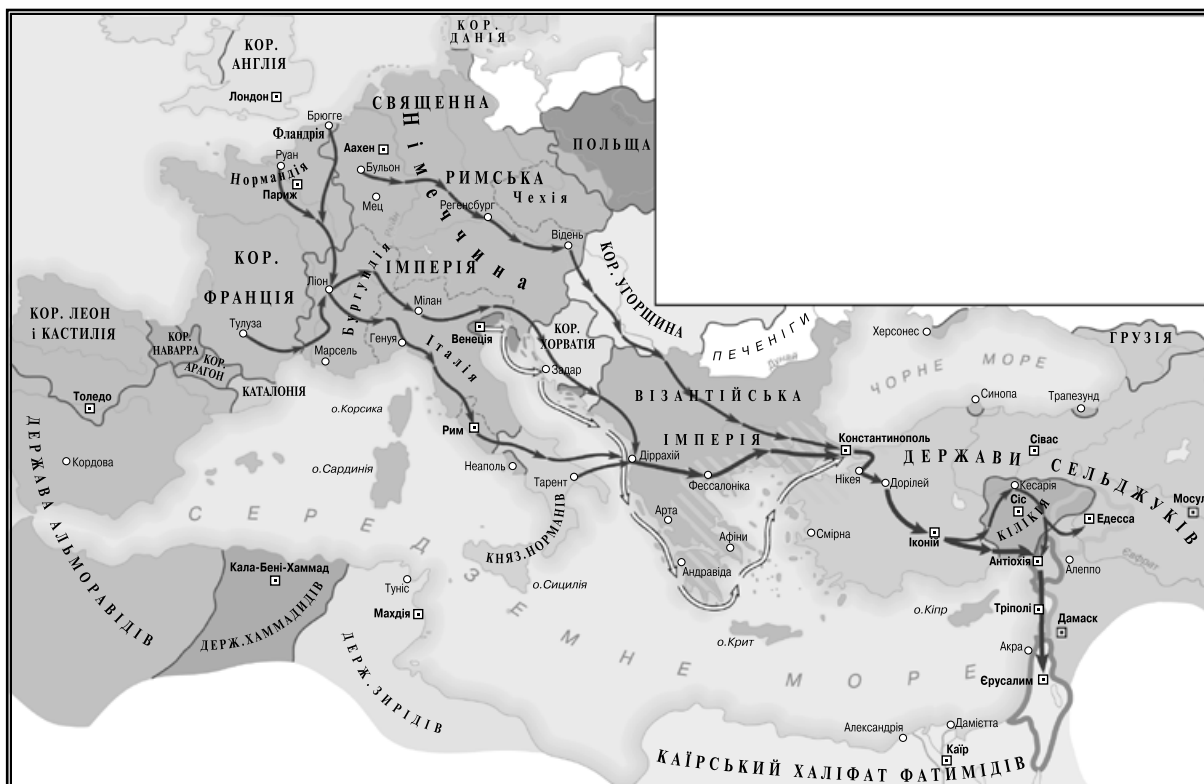 КОР. ДАНІЯ
КОР. АНГЛІЯ
Лондон
Брюгге
Фландрія
СВЯЩЕННА
РИМСЬКА
ІМПЕРІЯ
Німеччина
Аахен
Бульон
ПОЛЬЩА
Руан
Нормандія
Париж
Мец
Регенсбург
Чехія
Відень
КОР.
ФРАНЦІЯ
Ліон
Бургундія
Мілан
КОР. УГОРЩИНА
КОР. ЛЕОН
і КАСТИЛІЯ
КОР.
НАВАРРА
КОР.
АРАГОН
Тулуза
Марсель
Генуя
Італія
Венеція
КОР.
ХОРВАТІЯ
ПЕЧЕНІГИ
Дунай
Херсонес
ГРУЗІЯ
ЧОРНЕ МОРЕ
КАТАЛОНІЯ
Задар
Толедо
о.Корсика
ВІЗАНТІЙСЬКА
ІМПЕРІЯ
Синопа
Трапезунд
Рим
Константинополь
Сівас
ДЕРЖАВИ СЕЛЬДЖУКІВ
Кордова
о.Сардинія
Неаполь
Тарент
Діррахій
Фессалоніка
Нікея
Дорілей
Кесарія
Сіс
КІЛІКІЯ
Едесса
Мосул
ДЕРЖАВА АЛЬМОРАВІДІВ
СЕРЕДЗЕМНЕ МОРЕ
КНЯЗ.НОРМАНІВ
Арта
Афіни
Андравіда
Смірна
Іконій
Антіохія
Алеппо
Єфрат
Кала-Бені-Хаммад
Туніс
о.Сицилія
Махдія
ДЕРЖ.ХАММАДИДІВ
ДЕРЖ.ЗИРІДІВ
о.Крит
о.Кіпр
Тріполі
Дамаск
Акра
Єрусалим
Александрія
Дамієтта
Каїр
КАЇРСЬКИЙ ХАЛІФАТ ФАТИМІДІВ